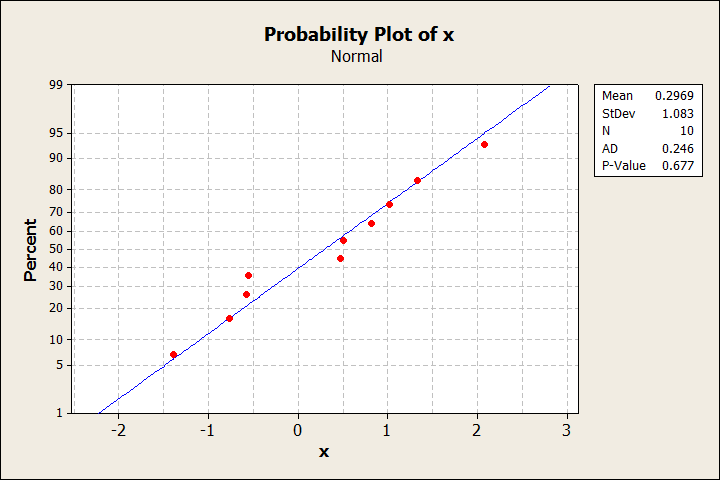 Probability Plot of x
Normal
Mean 0.2969
StDev 1.083
N 10
AD 0.246
P-Value 0.677
Percent
99
95
90
80
70
60
50
40
30
20
10
5
1
-2 -1 0 1 2 3
x